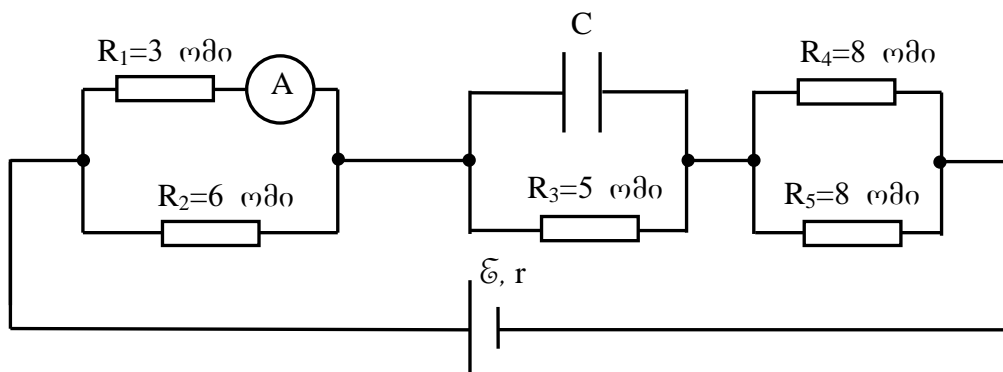 C
R₁=3 ომი
R₄=8 ომი
A
R₂=6 ომი
R₃=5 ომი
R₅=8 ომი
ℰ, r